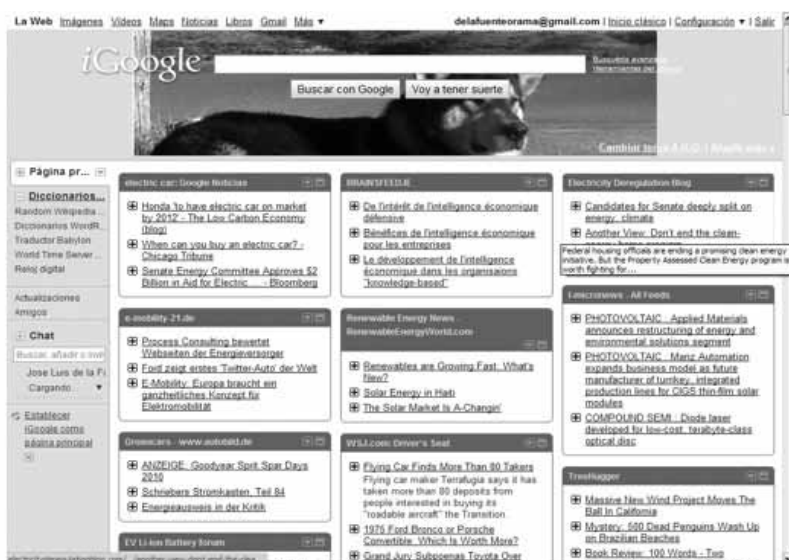 La Web Imágenes Vídeos Maps Noticias Libros Gmail Más ▼
delafuenteorama@gmail.com | Inicio clásico | Configuración ▼ | Salir
iGoogle
Búsqueda avanzada
Buscar con Google
Voy a tener suerte
Página pr...
Diccionarios...
Random Wikipedia ...
Diccionarios WordR...
Traductor Babylon
World Time Server ...
Reloj digital
Actualizaciones
Amigos
Chat
Buscar, añadir o invi
Jose Luis de la Fu
Cargando... ▼
Establecer
iGoogle como
página principal
electric car: Google Noticias
Honda 'to have electric car on market
by 2012' - The Low Carbon Economy
(blog)
When can you buy an electric car? -
Chicago Tribune
Senate Energy Committee Approves $2
Billion in Aid for Electric ... - Bloomberg
e-mobility-21.de
Process Consulting bewertet
Webseiten der Energieversorger
Ford zeigt erstes 'Twitter-Auto' der Welt
E-Mobility: Europa braucht ein
ganzheitliches Konzept für
Elektromobilität
Greencars - www.autobild.de
ANZEIGE: Goodyear Sprit Spar Days
2010
Schriebers Stromkasten, Teil 84
Energieausweis in der Kritik
EV Li-ion Battery forum
BRAINSFEED.IE
De l'intérêt de l'intelligence économique
défensive
Bénéfices de l'intelligence économique
pour les entreprises
Le développement de l'intelligence
économique dans les organisaions
"knowledge-based"
Renewable Energy News -
RenewableEnergyWorld.com
Renewables are Growing Fast: What's
New?
Solar Energy in Haiti
The Solar Market Is A-Changin'
WSJ.com: Driver's Seat
Flying Car Finds More Than 80 Takers
Flying car maker Terrafugia says it has
taken more than 80 deposits from
people interested in buying its
"roadable aircraft" the Transition.
1975 Ford Bronco or Porsche
Convertible: Which Is Worth More?
Grand Jury Subpoenas Toyota Over
Electricity Deregulation Blog
Candidates for Senate deeply split on
energy, climate
Another View: Don't end the clean-
Federal housing officials are ending a promising clean energy
initiative. But the Property Assessed Clean Energy program is
worth fighting for...
i-micronews : All Feeds
PHOTOVOLTAIC : Applied Materials
announces restructuring of energy and
environmental solutions segment
PHOTOVOLTAIC : Manz Automation
expands business model as future
manufacturer of turnkey, integrated
production lines for CIGS thin-film solar
modules
COMPOUND SEMI : Diode laser
developed for low-cost, terabyte-class
optical disc
TreeHugger
Massive New Wind Project Moves The
Ball In California
Mystery: 500 Dead Penguins Wash Up
on Brazilian Beaches
Book Review: 100 Words - Two